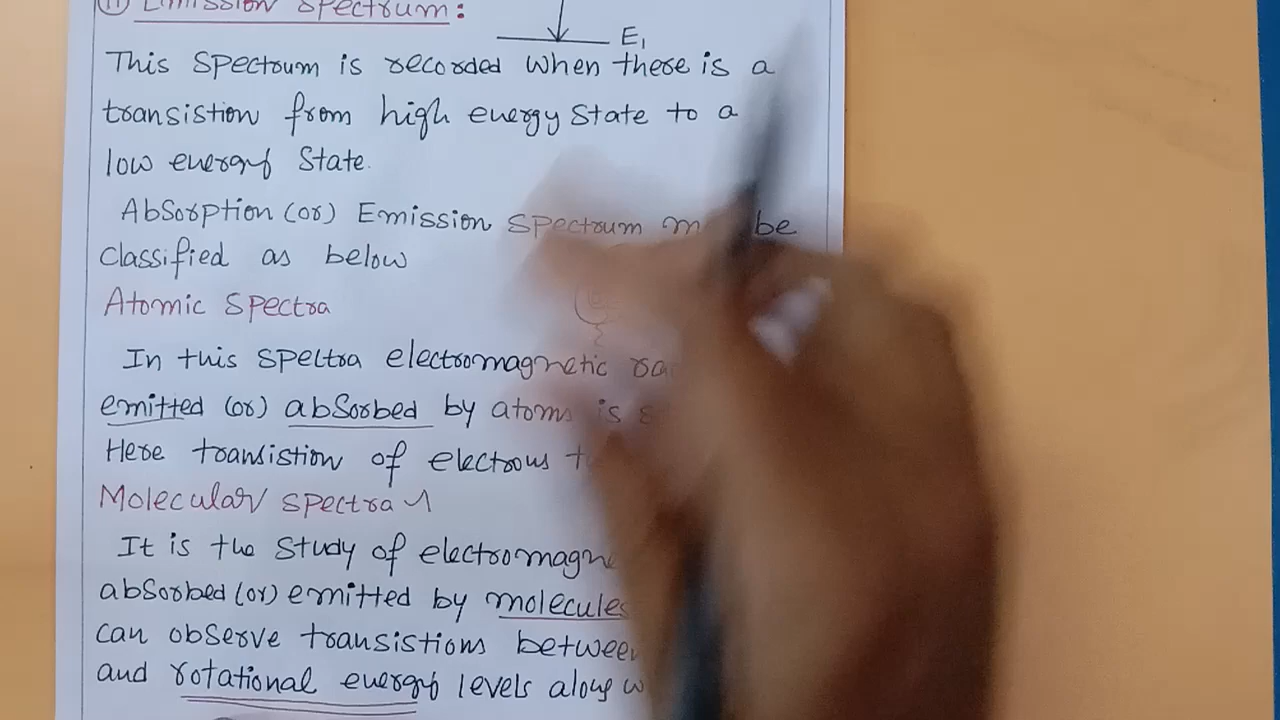 (ii) Emission Spectrum:
E1
This Spectrum is recorded when there is a
transistion from high energy State to a
low energy State.
Absorption (or) Emission Spectrum be
classified as below
Atomic Spectra
In this Speltra electromagnetic
emitted (or) absorbed by atoms is
Here transistion of electrous
Molecular Spectra
It is the Study of
absorbed (or) emitted by molecules
can observe transistions
and rotational energy levels along